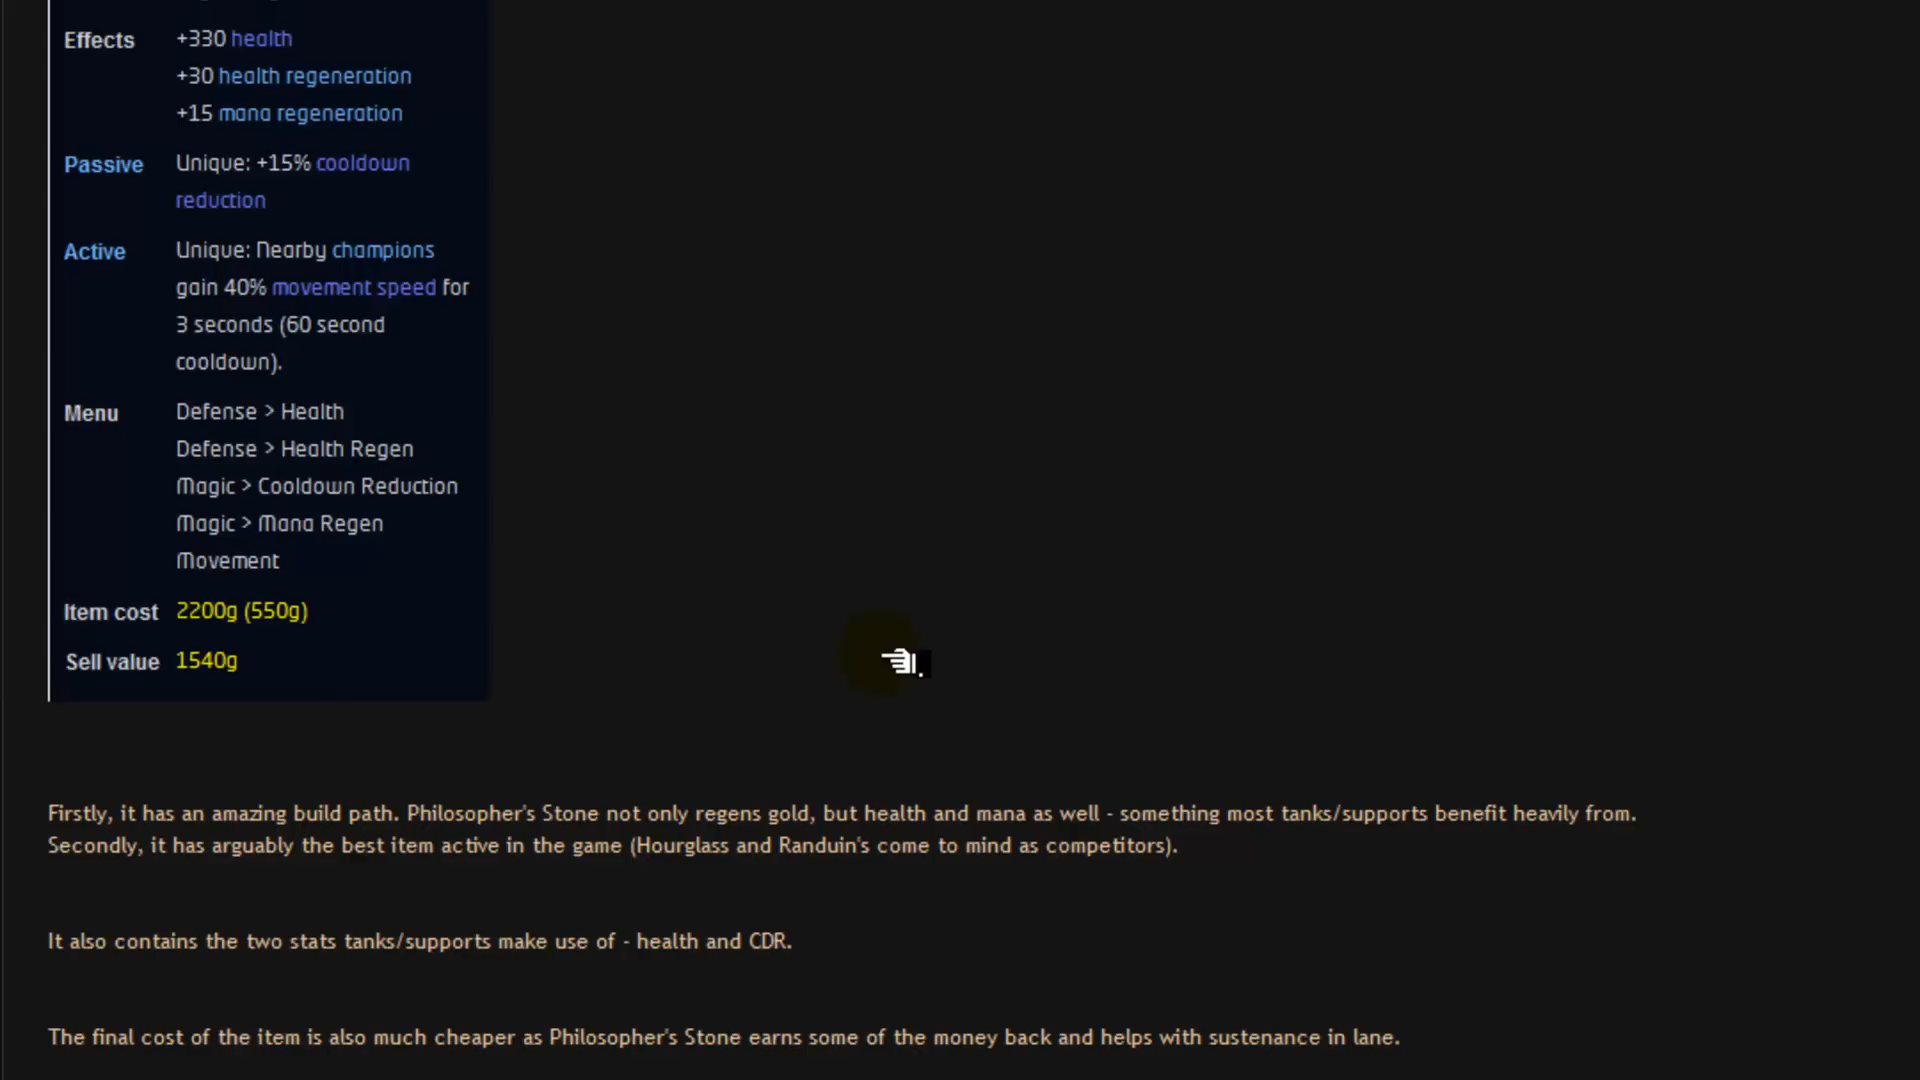 Effects +330 health
+30 health regeneration
+15 mana regeneration
Passive Unique: +15% cooldown
reduction
Active Unique: Nearby champions
gain 40% movement speed for
3 seconds (60 second
cooldown).
Menu Defense > Health
Defense > Health Regen
Magic > Cooldown Reduction
Magic > Mana Regen
Movement
Item cost 2200g (550g)
Sell value 1540g
Firstly, it has an amazing build path. Philosopher's Stone not only regens gold, but health and mana as well - something most tanks/supports benefit heavily from.
Secondly, it has arguably the best item active in the game (Hourglass and Randuin's come to mind as competitors).
It also contains the two stats tanks/supports make use of - health and CDR.
The final cost of the item is also much cheaper as Philosopher's Stone earns some of the money back and helps with sustenance in lane.